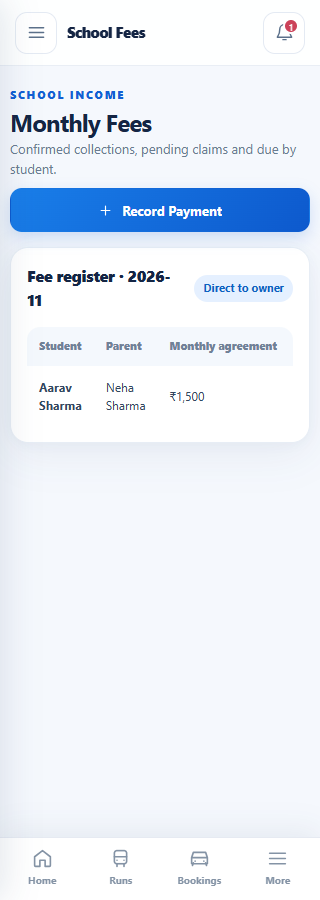 School Fees
1
SCHOOL INCOME
Monthly Fees
Confirmed collections, pending claims and due by
student.
+ Record Payment
Fee register · 2026-
11
Direct to owner
Student Parent Monthly agreement
Aarav Neha ₹1,500
Sharma Sharma
Home Runs Bookings More